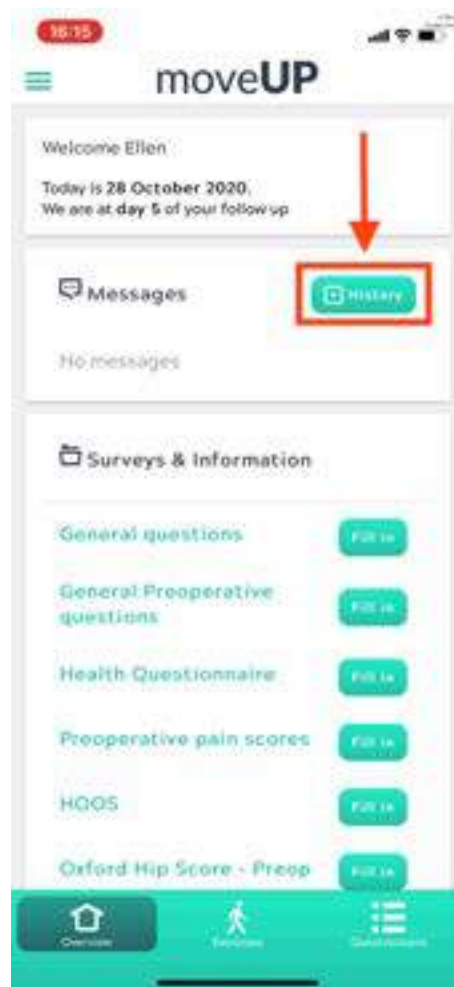 16:15
moveUP
Welcome Ellen
Today is 28 October 2020.
We are at day 5 of your follow up
Messages
History
No messages
Surveys & Information
General questions
Fill in
General Preoperative
questions
Fill in
Health Questionnaire
Fill in
Preoperative pain scores
Fill in
HOOS
Fill in
Oxford Hip Score - Preop
Fill in
Overview
Exercises